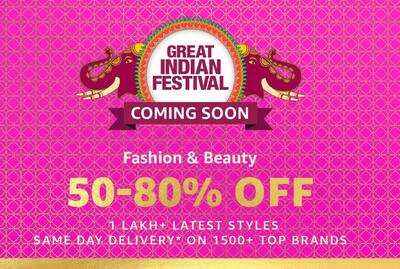 GREAT
INDIAN
FESTIVAL
COMING SOON
Fashion & Beauty
50-80% OFF
1 LAKH+ LATEST STYLES
SAME DAY DELIVERY* ON 1500+ TOP BRANDS